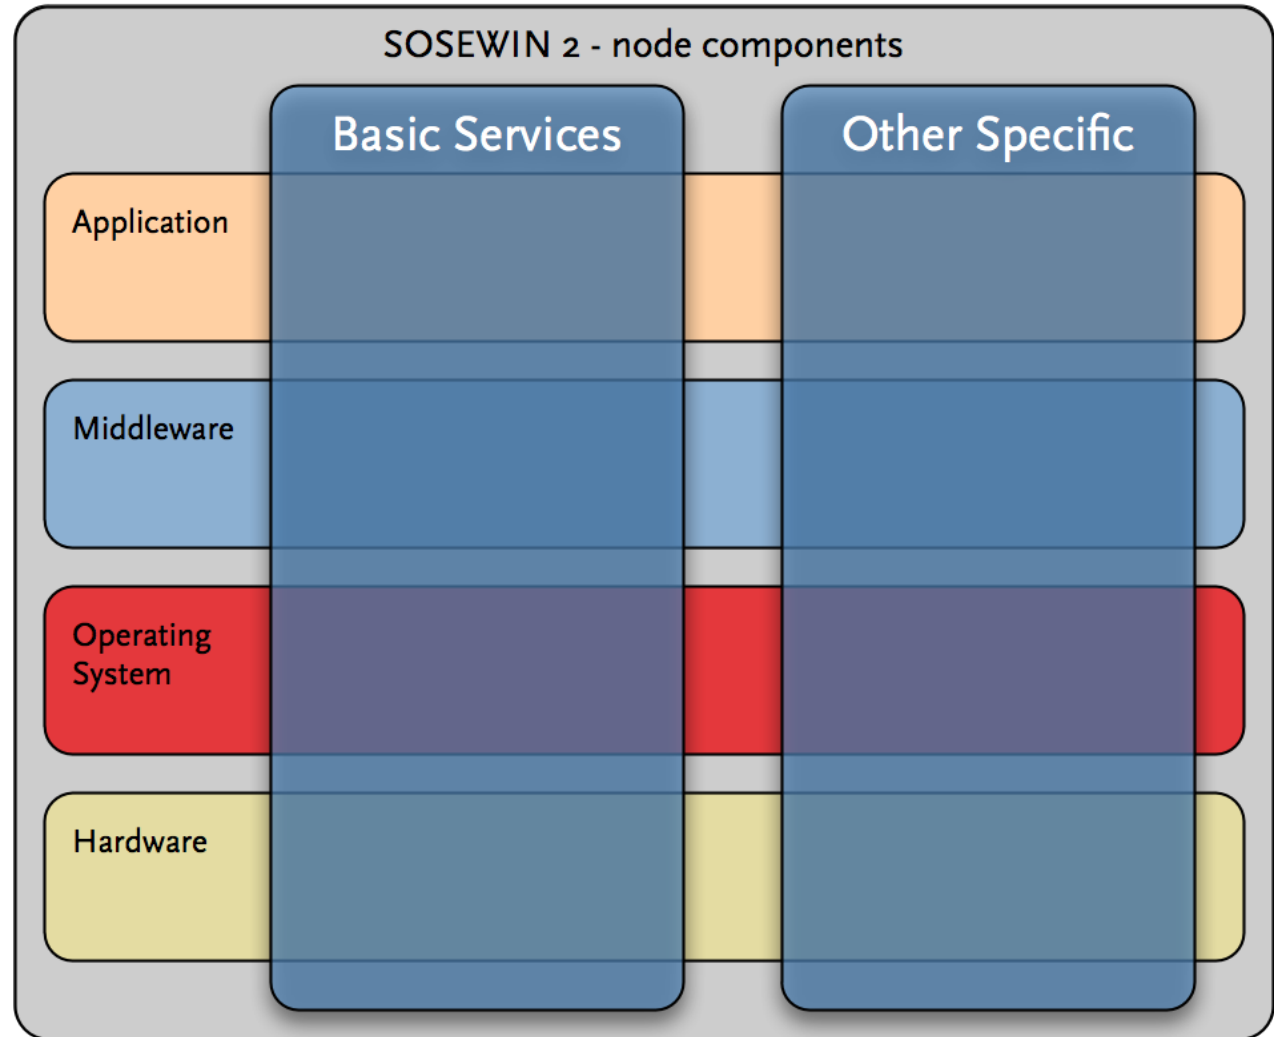 SOSEWIN 2 - node components
Basic Services
Other Specific
Application
Middleware
Operating
System
Hardware